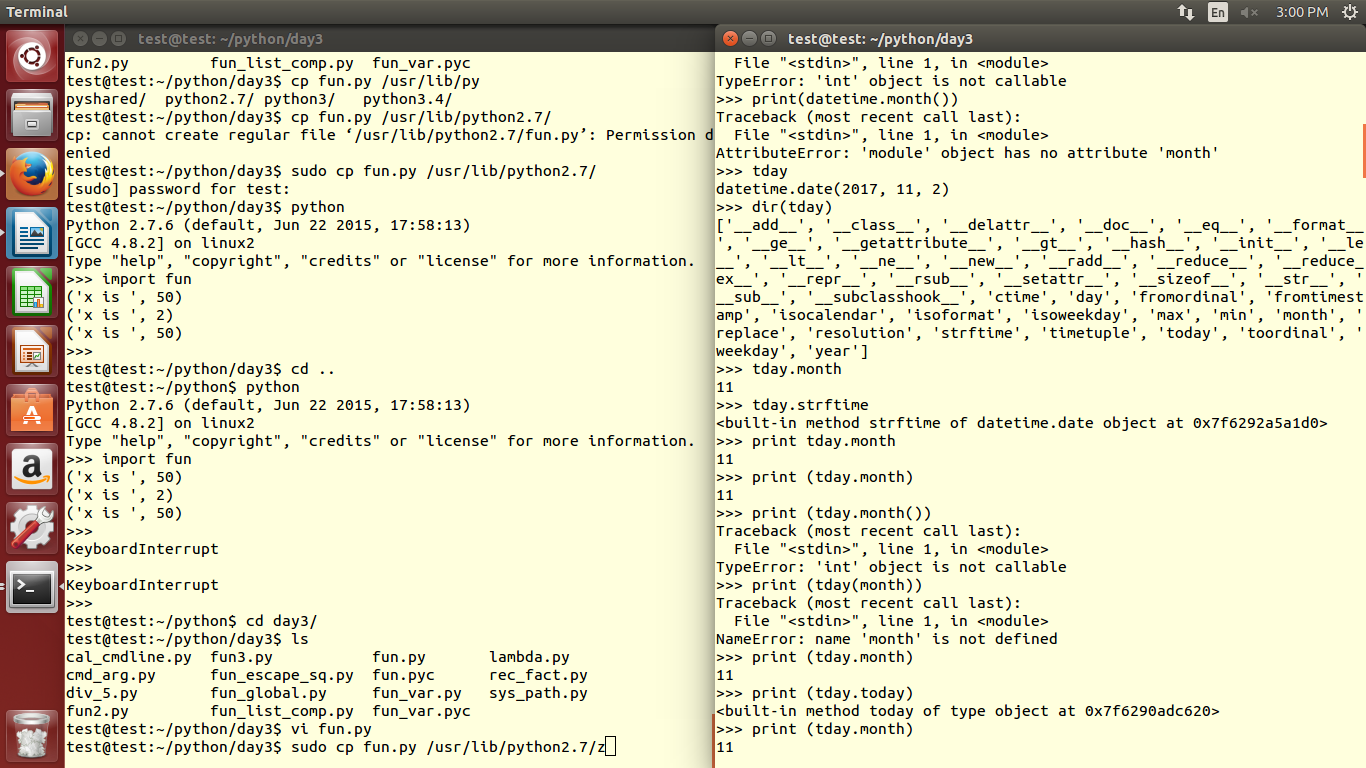 Terminal
En
3:00 PM
test@test: ~/python/day3
fun2.py         fun_list_comp.py  fun_var.pyc
test@test:~/python/day3$ cp fun.py /usr/lib/py
pyshared/  python2.7/ python3/   python3.4/
test@test:~/python/day3$ cp fun.py /usr/lib/python2.7/
cp: cannot create regular file ‘/usr/lib/python2.7/fun.py’: Permission d
enied
test@test:~/python/day3$ sudo cp fun.py /usr/lib/python2.7/
[sudo] password for test:
test@test:~/python/day3$ python
Python 2.7.6 (default, Jun 22 2015, 17:58:13)
[GCC 4.8.2] on linux2
Type "help", "copyright", "credits" or "license" for more information.
>>> import fun
('x is ', 50)
('x is ', 2)
('x is ', 50)
>>>
test@test:~/python/day3$ cd ..
test@test:~/python$ python
Python 2.7.6 (default, Jun 22 2015, 17:58:13)
[GCC 4.8.2] on linux2
Type "help", "copyright", "credits" or "license" for more information.
>>> import fun
('x is ', 50)
('x is ', 2)
('x is ', 50)
>>>
KeyboardInterrupt
>>>
KeyboardInterrupt
>>>
test@test:~/python$ cd day3/
test@test:~/python/day3$ ls
cal_cmdline.py  fun3.py           fun.py       lambda.py
cmd_arg.py      fun_escape_sq.py  fun.pyc      rec_fact.py
div_5.py        fun_global.py     fun_var.py   sys_path.py
fun2.py         fun_list_comp.py  fun_var.pyc
test@test:~/python/day3$ vi fun.py
test@test:~/python/day3$ sudo cp fun.py /usr/lib/python2.7/z
test@test: ~/python/day3
  File "<stdin>", line 1, in <module>
TypeError: 'int' object is not callable
>>> print(datetime.month())
Traceback (most recent call last):
  File "<stdin>", line 1, in <module>
AttributeError: 'module' object has no attribute 'month'
>>> tday
datetime.date(2017, 11, 2)
>>> dir(tday)
['__add__', '__class__', '__delattr__', '__doc__', '__eq__', '__format__
', '__ge__', '__getattribute__', '__gt__', '__hash__', '__init__', '__le
__', '__lt__', '__ne__', '__new__', '__radd__', '__reduce__', '__reduce_
ex__', '__repr__', '__rsub__', '__setattr__', '__sizeof__', '__str__', '
__sub__', '__subclasshook__', 'ctime', 'day', 'fromordinal', 'fromtimest
amp', 'isocalendar', 'isoformat', 'isoweekday', 'max', 'min', 'month', '
replace', 'resolution', 'strftime', 'timetuple', 'today', 'toordinal', '
weekday', 'year']
>>> tday.month
11
>>> tday.strftime
<built-in method strftime of datetime.date object at 0x7f6292a5a1d0>
>>> print tday.month
11
>>> print (tday.month)
11
>>> print (tday.month())
Traceback (most recent call last):
  File "<stdin>", line 1, in <module>
TypeError: 'int' object is not callable
>>> print (tday(month))
Traceback (most recent call last):
  File "<stdin>", line 1, in <module>
NameError: name 'month' is not defined
>>> print (tday.month)
11
>>> print (tday.today)
<built-in method today of type object at 0x7f6290adc620>
>>> print (tday.month)
11